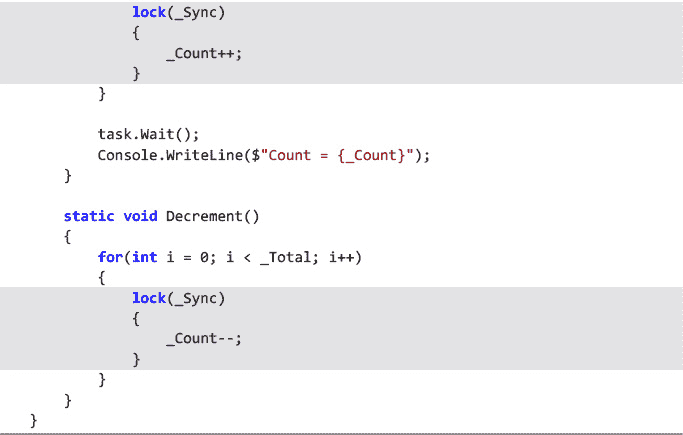 lock(_Sync)
{
_Count++;
}
}
task.Wait();
Console.WriteLine($"Count = {_Count}");
}
static void Decrement()
{
for(int i = 0; i < _Total; i++)
{
lock(_Sync)
{
_Count--;
}
}
}
}